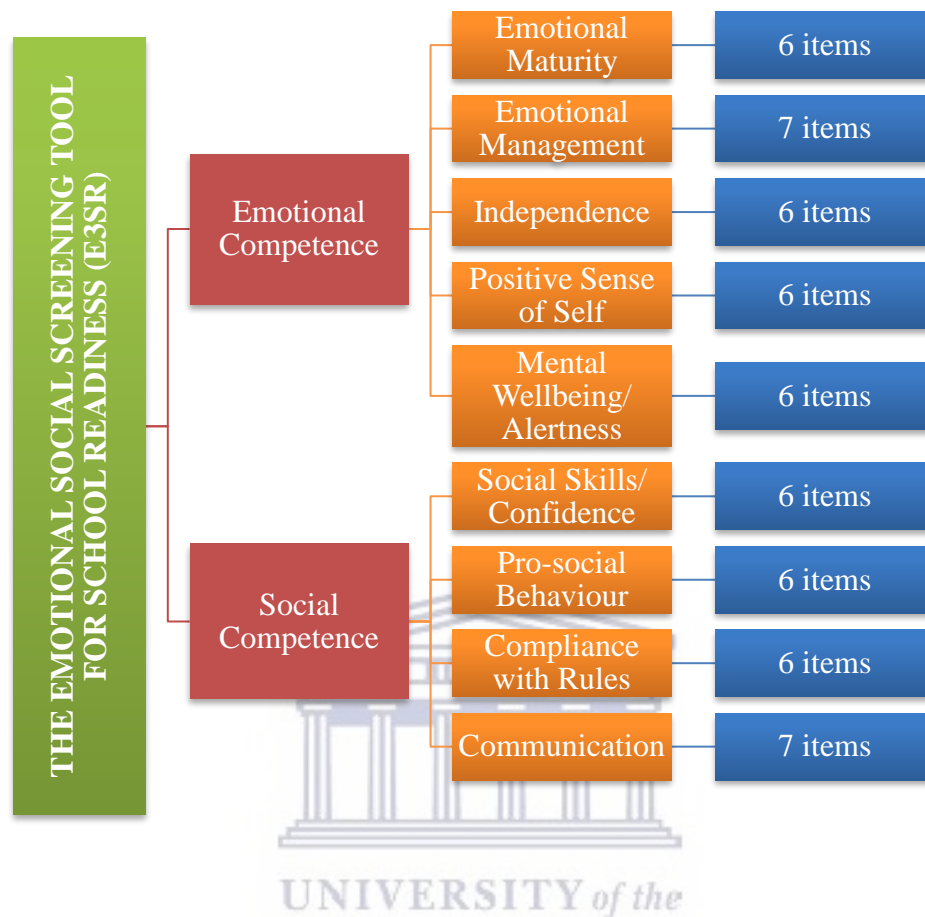 THE EMOTIONAL SOCIAL SCREENING TOOL
FOR SCHOOL READINESS (E3SR)
Emotional
Competence
Emotional
Maturity
6 items
Emotional
Management
7 items
Independence
6 items
Positive Sense
of Self
6 items
Mental
Wellbeing/
Alertness
6 items
Social
Competence
Social Skills/
Confidence
6 items
Pro-social
Behaviour
6 items
Compliance
with Rules
6 items
Communication
7 items
UNIVERSITY of the